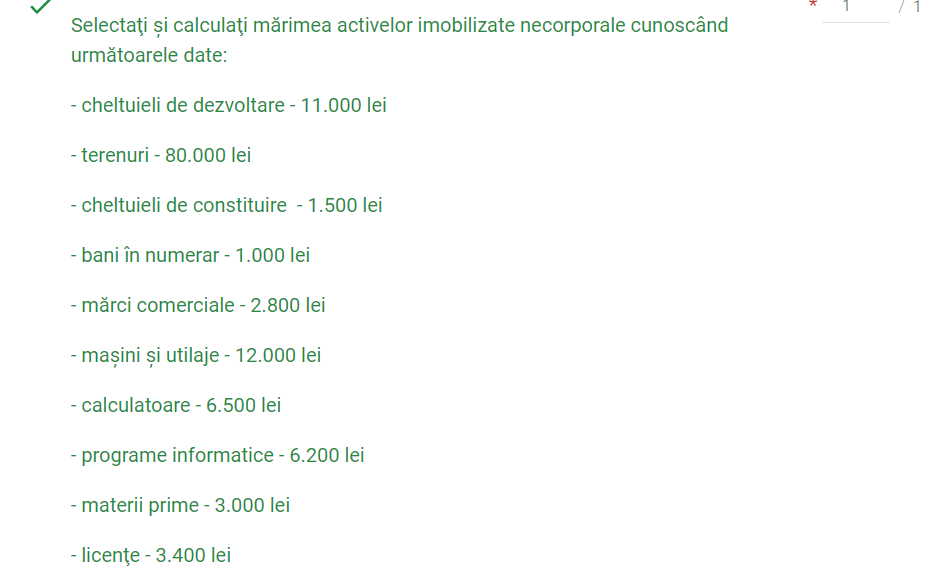 * 1 / 1
Selectaţi și calculaţi mărimea activelor imobilizate necorporale cunoscând
următoarele date:
- cheltuieli de dezvoltare - 11.000 lei
- terenuri - 80.000 lei
- cheltuieli de constituire - 1.500 lei
- bani în numerar - 1.000 lei
- mărci comerciale - 2.800 lei
- mașini și utilaje - 12.000 lei
- calculatoare - 6.500 lei
- programe informatice - 6.200 lei
- materii prime - 3.000 lei
- licenţe - 3.400 lei